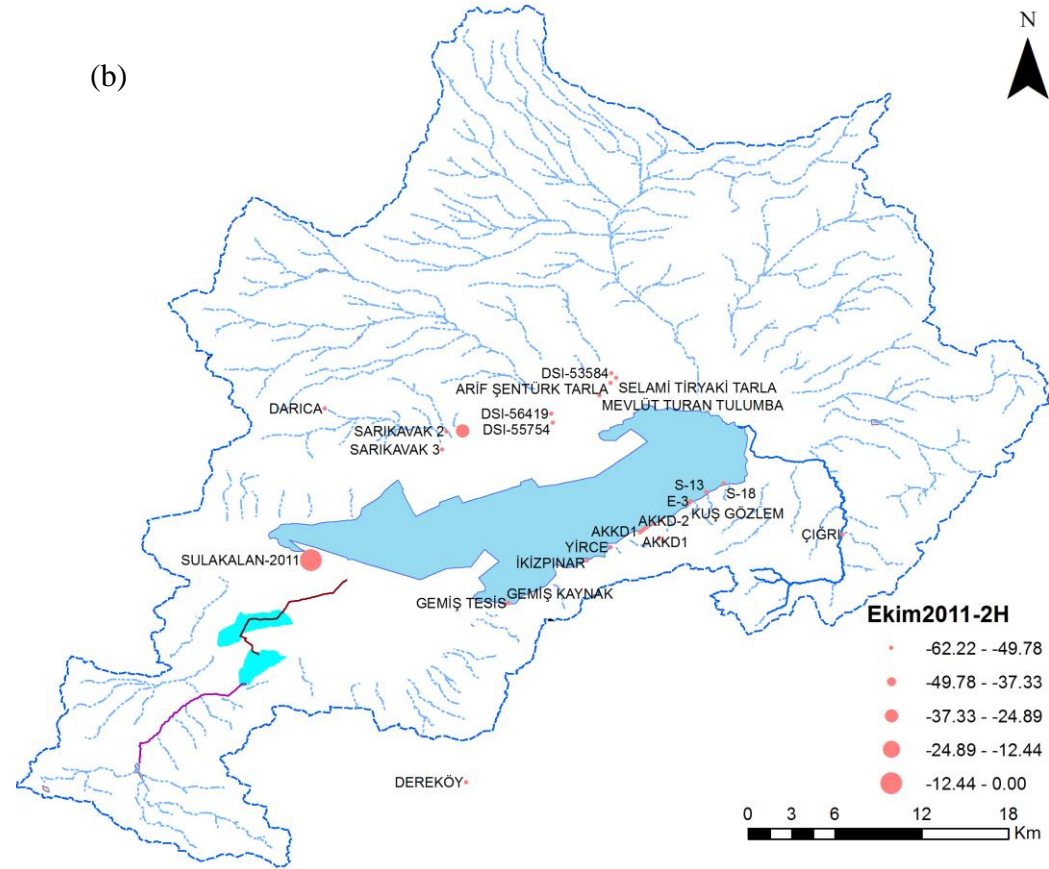 N
(b)
DSI-53584
ARİF ŞENTÜRK TARLA
SELAMİ TİRYAKİ TARLA
MEVLÜT TURAN TULUMBA
DARICA
DSI-56419
SARIKAVAK 2
DSI-55754
SARIKAVAK 3
S-13
S-18
E-3
KUŞ GÖZLEM
AKKD-2
AKKD1
AKKD1
ÇIĞRI
YİRCE
SULAKALAN-2011
İKİZPINAR
GEMİŞ KAYNAK
GEMİŞ TESİS
Ekim2011-2H
-62.22 - -49.78
-49.78 - -37.33
-37.33 - -24.89
-24.89 - -12.44
-12.44 - 0.00
DEREKÖY
0 3 6 12 18
Km